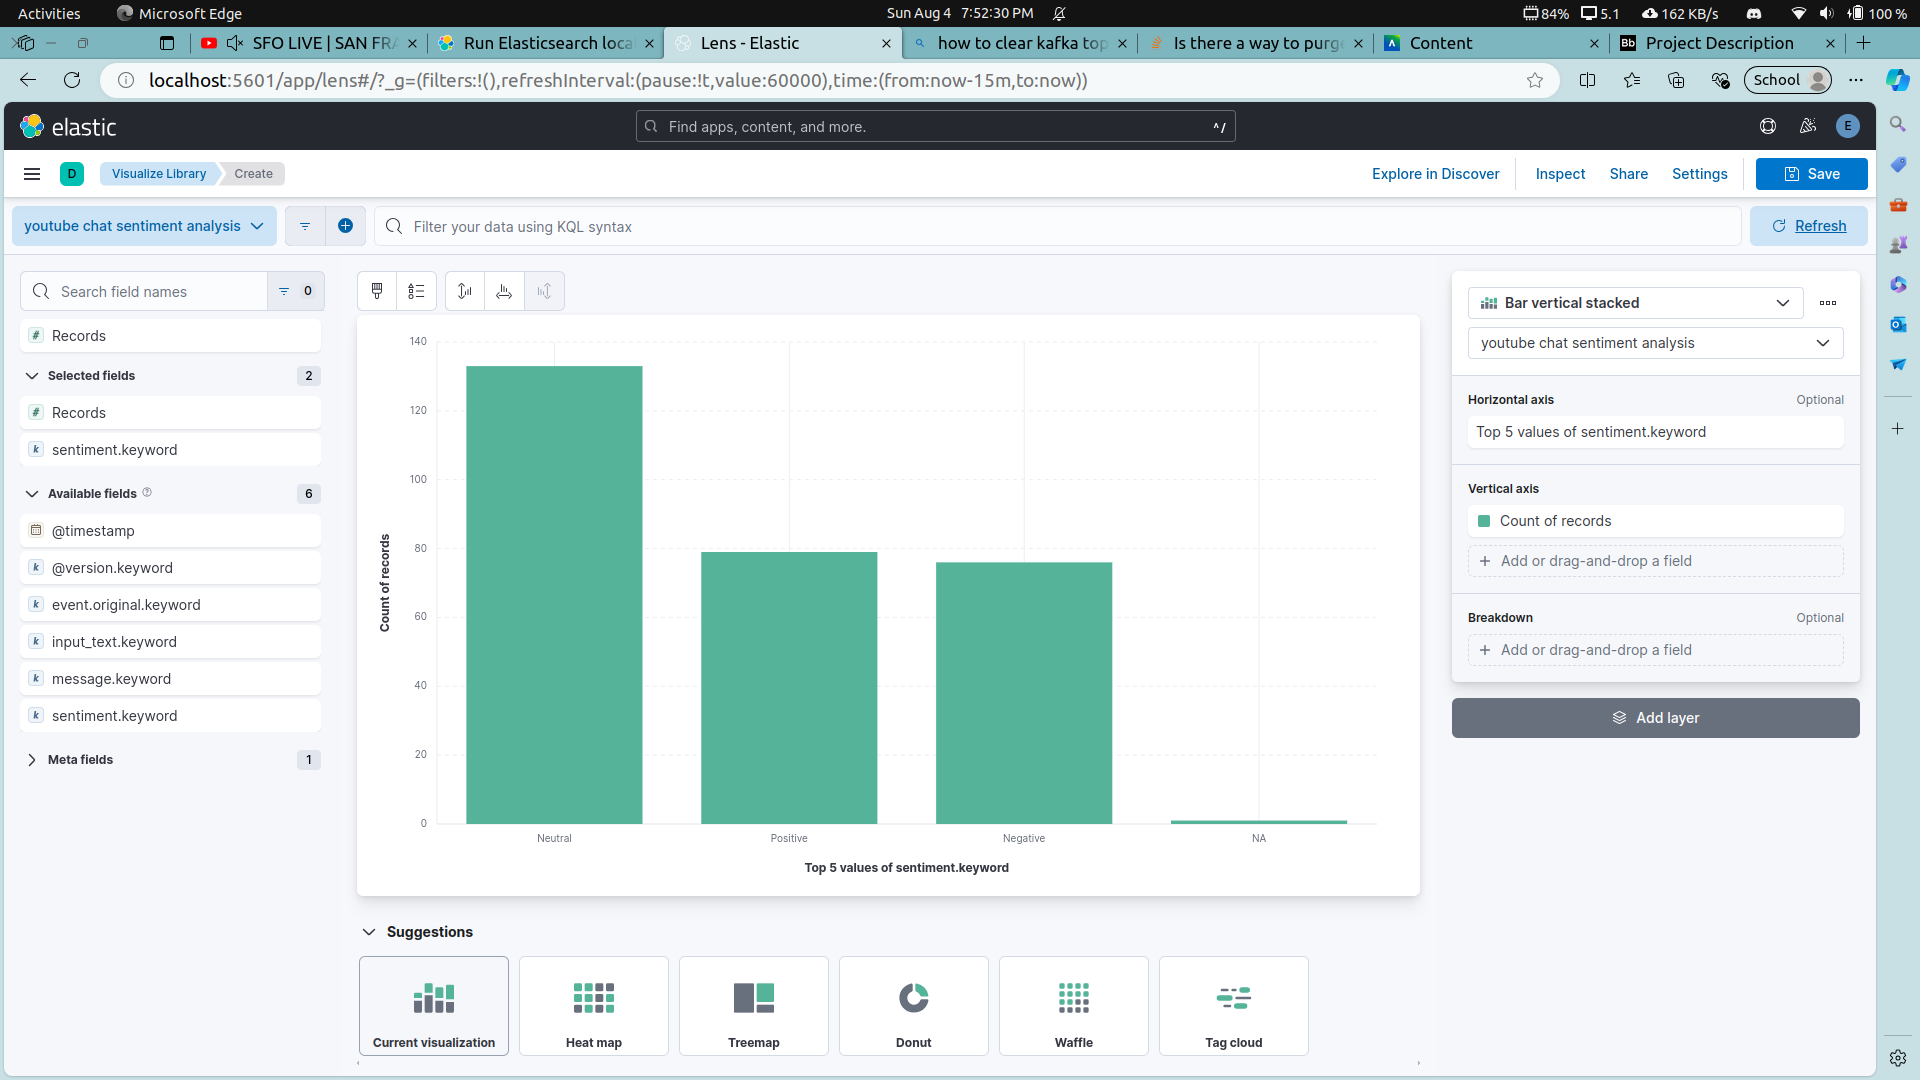 Activities
Microsoft Edge
Sun Aug 4 7:52:30 PM
84%
5.1
162 KB/s
100 %
SFO LIVE | SAN FRA
Run Elasticsearch loca
Lens - Elastic
how to clear kafka top
Is there a way to purge
Content
Bb Project Description
localhost:5601/app/lens#/?_g=(filters:!(),refreshInterval:(pause:!t,value:60000),time:(from:now-15m,to:now))
School
elastic
Find apps, content, and more.
^/
E
D
Visualize Library
Create
Explore in Discover
Inspect
Share
Settings
Save
youtube chat sentiment analysis
Filter your data using KQL syntax
Refresh
Search field names
0
# Records
Selected fields
2
# Records
k sentiment.keyword
Available fields
6
@timestamp
k @version.keyword
k event.original.keyword
k input_text.keyword
k message.keyword
k sentiment.keyword
Meta fields
1
140
120
100
80
60
40
20
0
Count of records
Neutral
Positive
Negative
NA
Top 5 values of sentiment.keyword
Suggestions
Current visualization
Heat map
Treemap
Donut
Waffle
Tag cloud
Bar vertical stacked
youtube chat sentiment analysis
Horizontal axis
Optional
Top 5 values of sentiment.keyword
Vertical axis
Count of records
Add or drag-and-drop a field
Breakdown
Optional
Add or drag-and-drop a field
Add layer